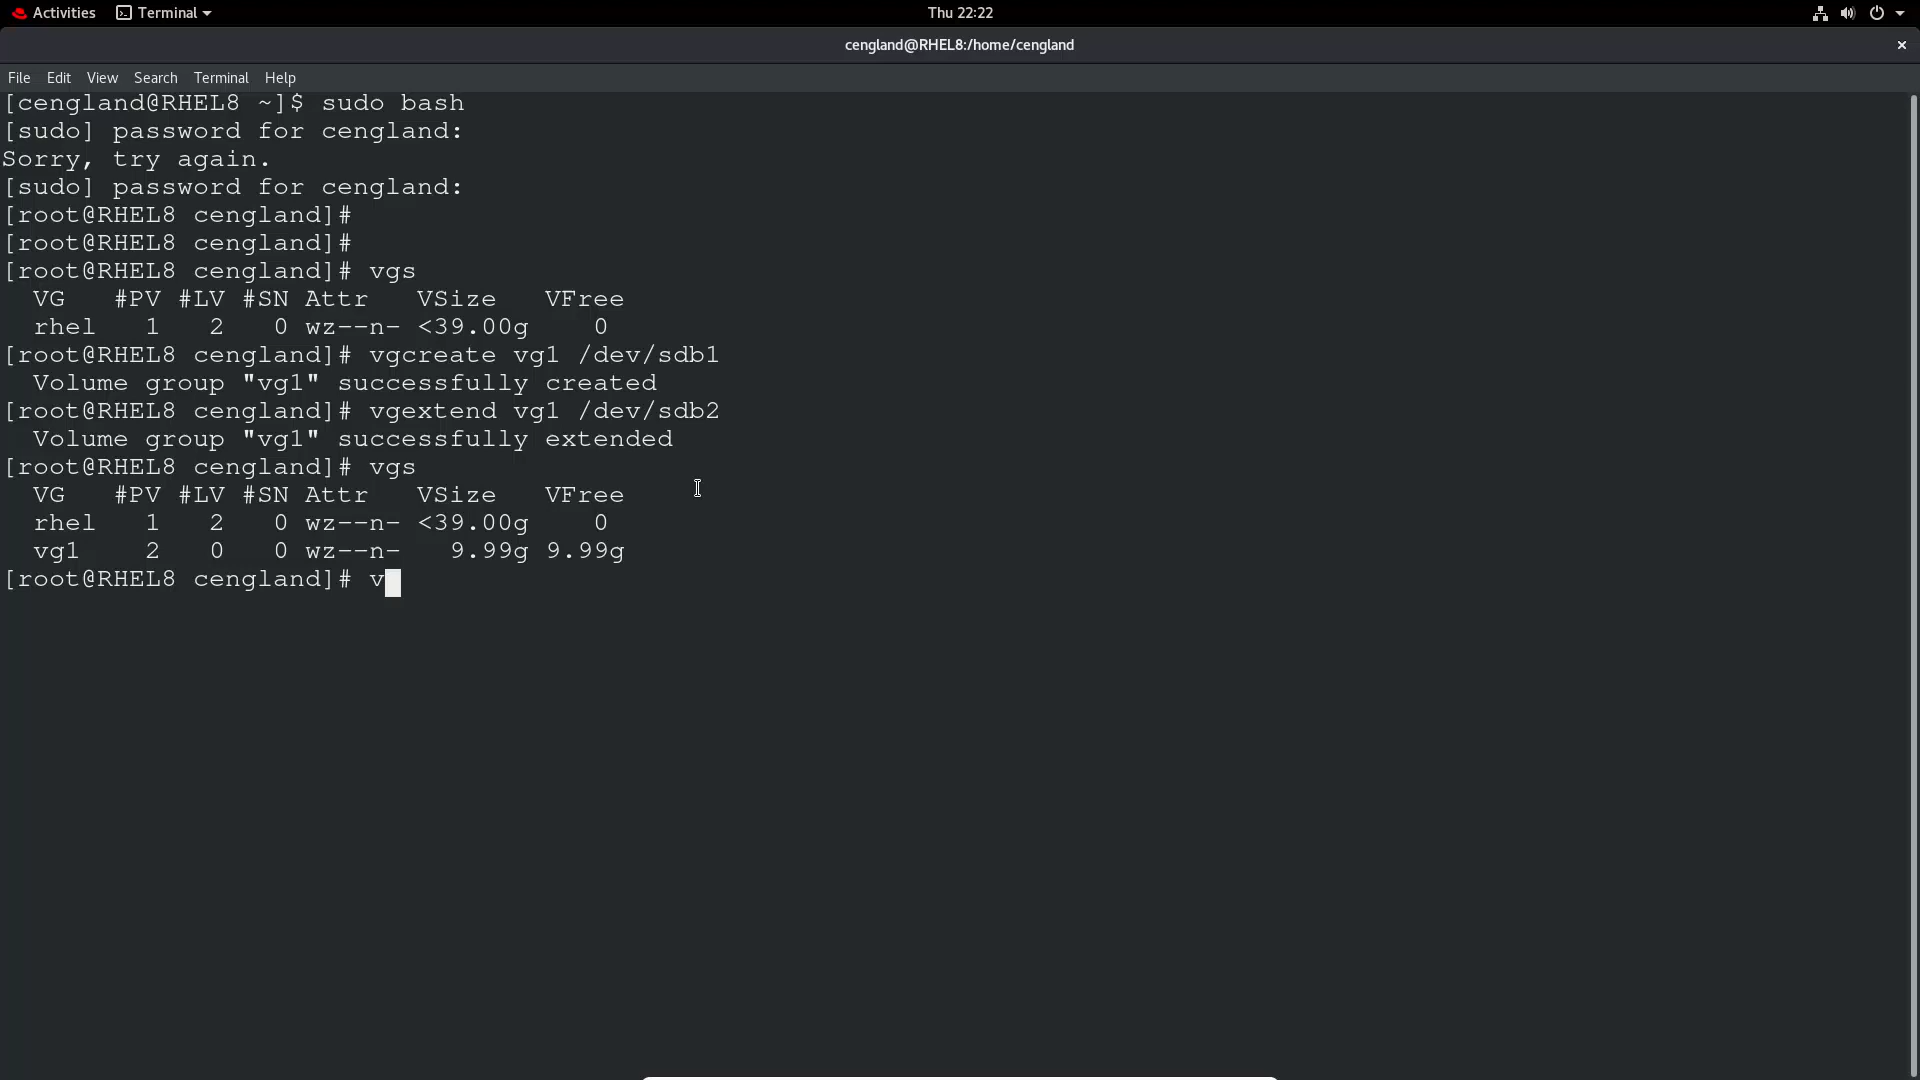 Activities Terminal Thu 22:22
cengland@RHEL8:/home/cengland
File Edit View Search Terminal Help
[cengland@RHEL8 ~]$ sudo bash
[sudo] password for cengland:
Sorry, try again.
[sudo] password for cengland:
[root@RHEL8 cengland]#
[root@RHEL8 cengland]#
[root@RHEL8 cengland]# vgs
  VG   #PV #LV #SN Attr   VSize   VFree
  rhel   1   2   0 wz--n- <39.00g    0
[root@RHEL8 cengland]# vgcreate vg1 /dev/sdb1
  Volume group "vg1" successfully created
[root@RHEL8 cengland]# vgextend vg1 /dev/sdb2
  Volume group "vg1" successfully extended
[root@RHEL8 cengland]# vgs
  VG   #PV #LV #SN Attr   VSize   VFree
  rhel   1   2   0 wz--n- <39.00g    0
  vg1    2   0   0 wz--n-   9.99g 9.99g
[root@RHEL8 cengland]# v